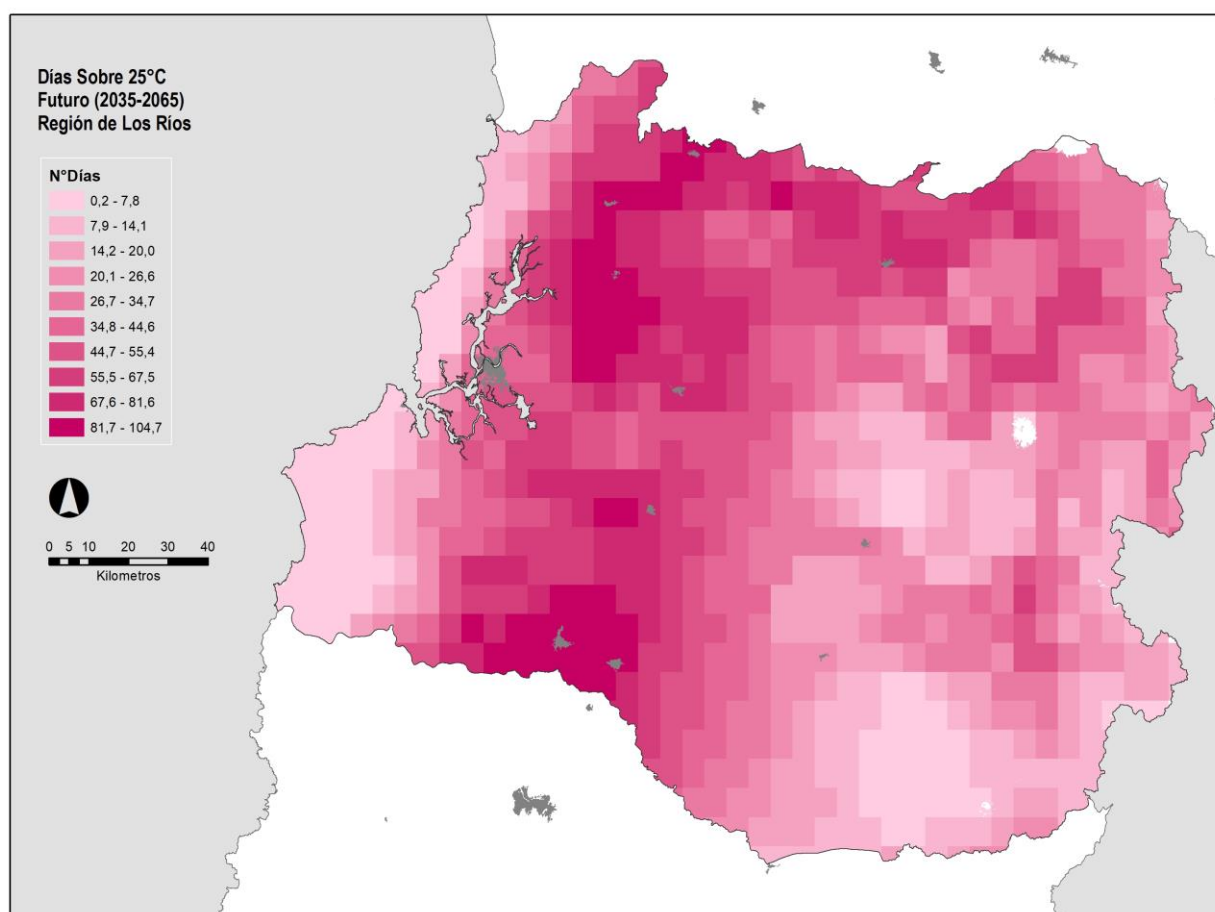 Días Sobre 25°C
Futuro (2035-2065)
Región de Los Ríos
N°Días
0,2 - 7,8
7,9 - 14,1
14,2 - 20,0
20,1 - 26,6
26,7 - 34,7
34,8 - 44,6
44,7 - 55,4
55,5 - 67,5
67,6 - 81,6
81,7 - 104,7
0 5 10 20 30 40
Kilometros